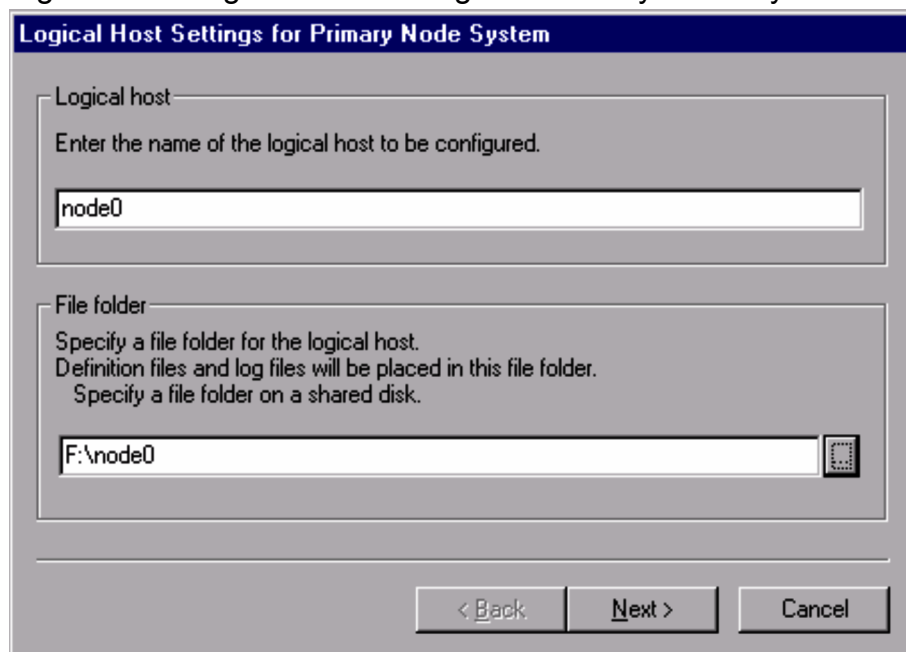 Logical Host Settings for Primary Node System
Logical host
Enter the name of the logical host to be configured.
node0
File folder
Specify a file folder for the logical host.
Definition files and log files will be placed in this file folder.
Specify a file folder on a shared disk.
F:\node0
...
< Back
Next >
Cancel